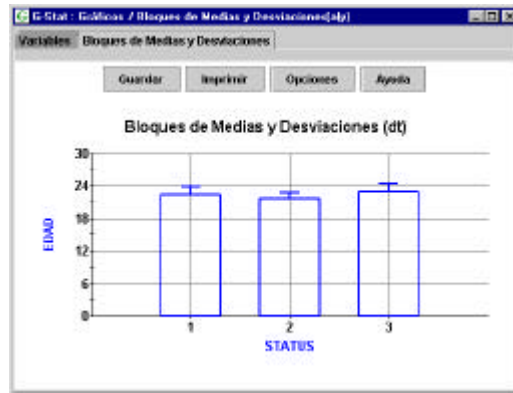 G-Stat : Gráficas / Bloques de Medias y Desviaciones(a|y)
Variables Bloques de Medias y Desviaciones
Guardar Imprimir Opciones Ayuda
Bloques de Medias y Desviaciones (dt)
30
24
18
12
6
0
EDAD
1 2 3
STATUS